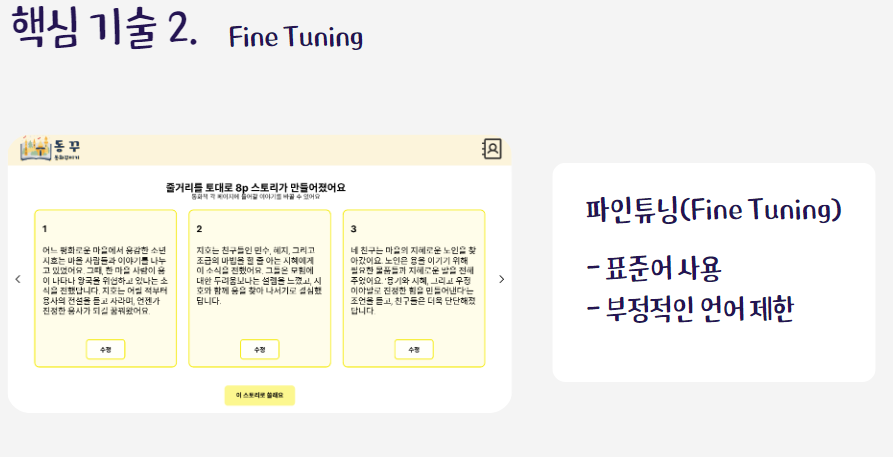 핵심 기술 2. Fine Tuning
동 꾸
동화꾸미기
줄거리를 토대로 8p 스토리가 만들어졌어요
동화책 각 페이지에 들어갈 이야기를 바꿀 수 있어요
1
어느 평화로운 마을에서 용감한 소년
지호는 마을 사람들과 이야기를 나누
고 있었어요. 그때, 한 마을 사람이 용
이 나타나 왕국을 위협하고 있다는 소
식을 전했답니다. 지호는 어릴 적부터
용사의 전설을 듣고 자라며, 언젠가
진정한 용사가 되길 꿈꿔왔어요.
수정
2
지호는 친구들인 민수, 혜지, 그리고
조금의 마법을 할 줄 아는 시혜에게
이 소식을 전했어요. 그들은 모험에
대한 두려움보다는 설렘을 느꼈고, 지
호와 함께 용을 찾아 나서기로 결심했
답니다.
수정
3
네 친구는 마을의 지혜로운 노인을 찾
아갔어요. 노인은 용을 이기기 위해
필요한 물품들과 지혜로운 말을 전해
주었어요. '용기와 지혜, 그리고 우정
이야말로 진정한 힘을 만들어낸다'는
조언을 듣고, 친구들은 더욱 단단해졌
답니다.
수정
이 스토리로 할래요
파인튜닝(Fine Tuning)
- 표준어 사용
- 부정적인 언어 제한